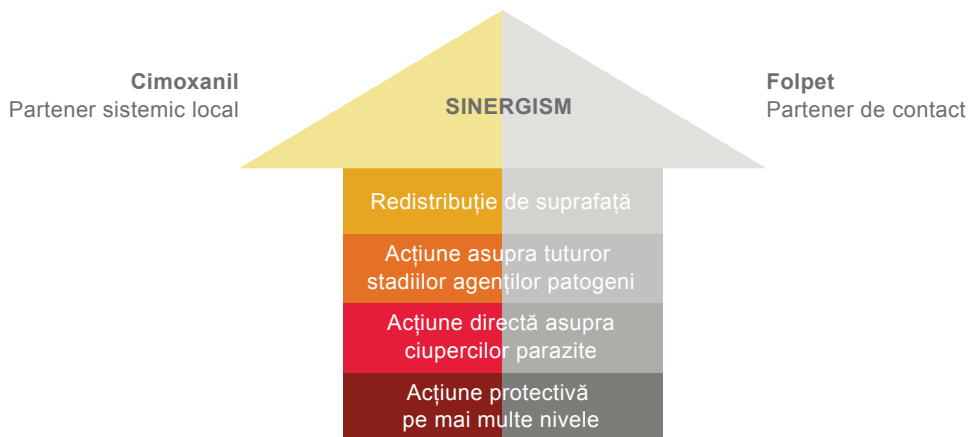 Cimoxanil
Partener sistemic local
SINERGISM
Folpet
Partener de contact
Redistribuție de suprafață
Acțiune asupra tuturor
stadiilor agenților patogeni
Acțiune directă asupra
ciupercilor parazite
Acțiune protectivă
pe mai multe nivele